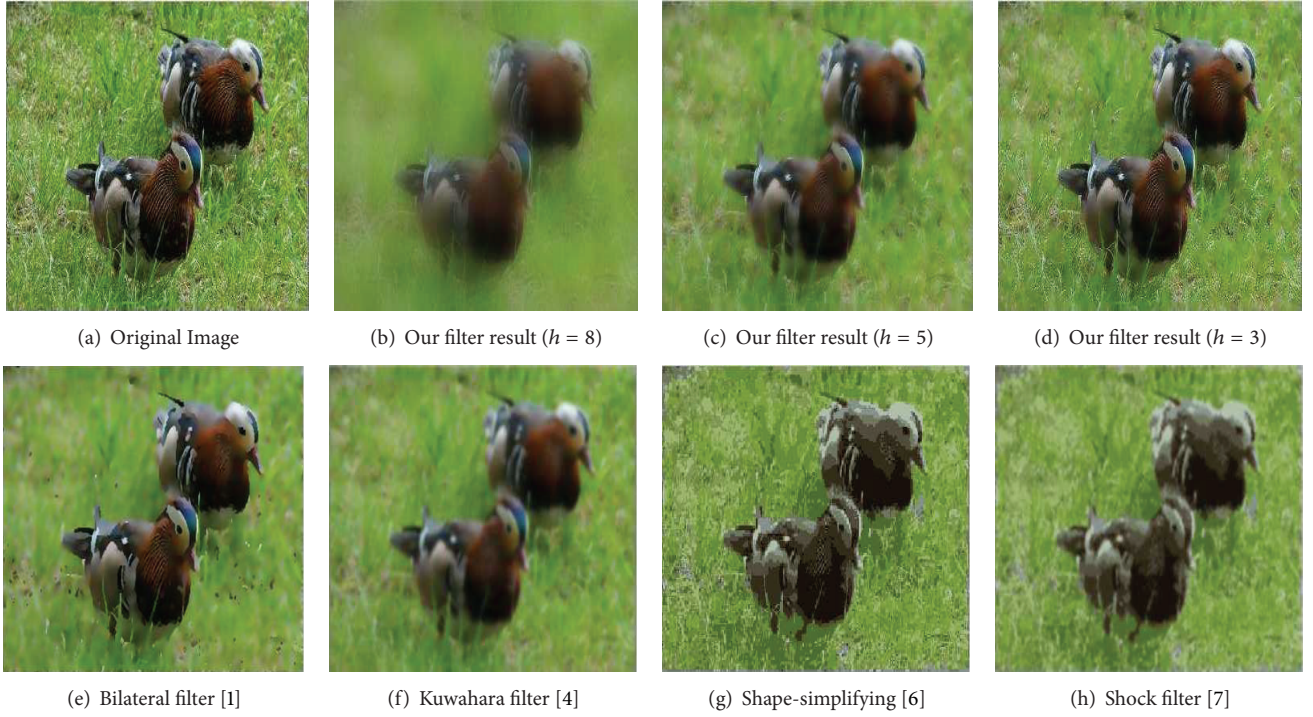 (a) Original Image
(b) Our filter result (h = 8)
(c) Our filter result (h = 5)
(d) Our filter result (h = 3)
(e) Bilateral filter [1]
(f) Kuwahara filter [4]
(g) Shape-simplifying [6]
(h) Shock filter [7]